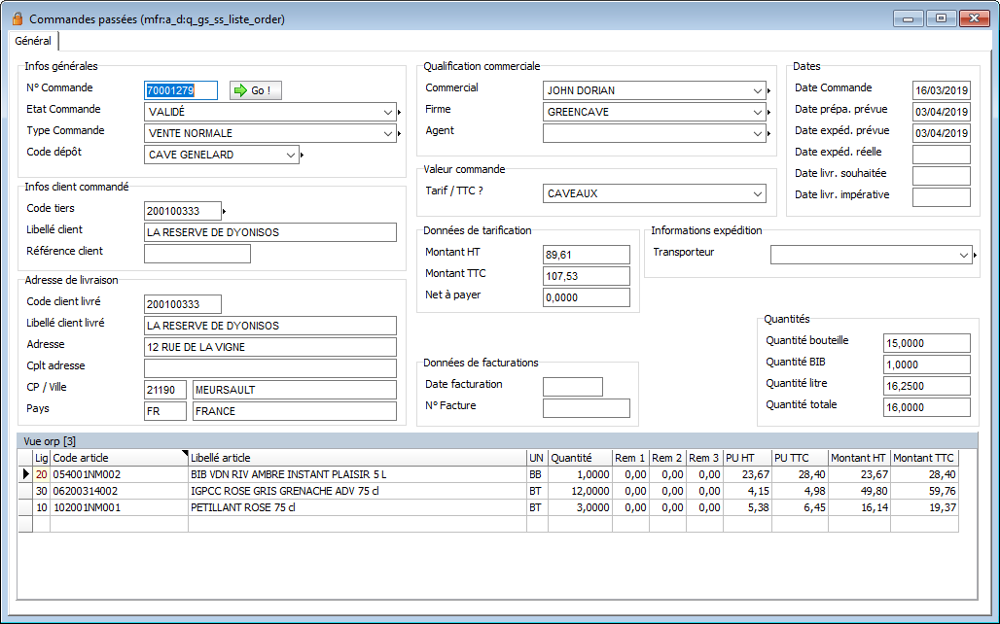 Commandes passées (mfr:a_d:q_gs_ss_liste_order)
Général
Infos générales
N° Commande 70001279 Go !
Etat Commande VALIDÉ
Type Commande VENTE NORMALE
Code dépôt CAVE GENELARD
Infos client commandé
Code tiers 200100333
Libellé client LA RESERVE DE DYONISOS
Référence client
Adresse de livraison
Code client livré 200100333
Libellé client livré LA RESERVE DE DYONISOS
Adresse 12 RUE DE LA VIGNE
Cplt adresse
CP / Ville 21190 MEURSAULT
Pays FR FRANCE
Qualification commerciale
Commercial JOHN DORIAN
Firme GREENCAVE
Agent
Valeur commande
Tarif / TTC ? CAVEAUX
Données de tarification
Montant HT 89,61
Montant TTC 107,53
Net à payer 0,0000
Données de facturations
Date facturation
N° Facture
Dates
Date Commande 16/03/2019
Date prépa. prévue 03/04/2019
Date expéd. prévue 03/04/2019
Date expéd. réelle
Date livr. souhaitée
Date livr. impérative
Informations expédition
Transporteur
Quantités
Quantité bouteille 15,0000
Quantité BIB 1,0000
Quantité litre 16,2500
Quantité totale 16,0000
Vue orp [3]
Lig Code article Libellé article UN Quantité Rem 1 Rem 2 Rem 3 PU HT PU TTC Montant HT Montant TTC
20 054001NM002 BIB VDN RIV AMBRE INSTANT PLAISIR 5 L BB 1,0000 0,00 0,00 0,00 23,67 28,40 23,67 28,40
30 06200314002 IGPCC ROSE GRIS GRENACHE ADV 75 cl BT 12,0000 0,00 0,00 0,00 4,15 4,98 49,80 59,76
10 102001NM001 PETILLANT ROSE 75 cl BT 3,0000 0,00 0,00 0,00 5,38 6,45 16,14 19,37